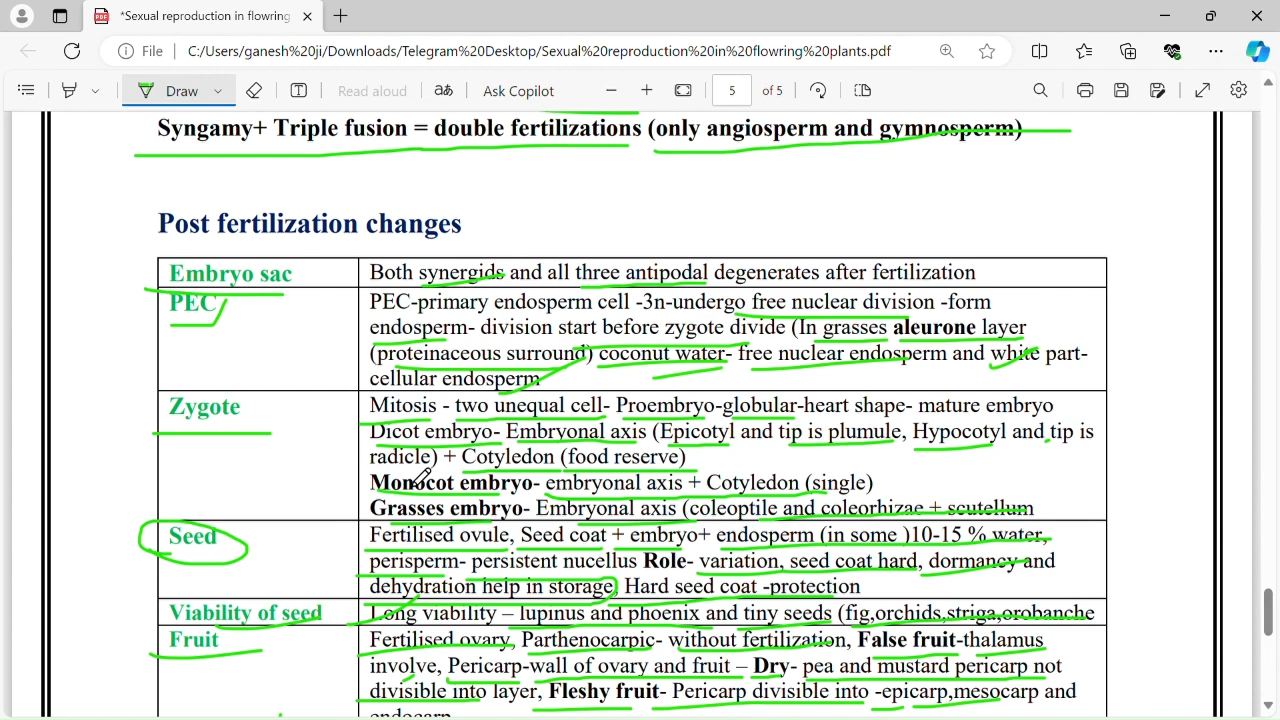 *Sexual reproduction in flowring
File
C:/Users/ganesh%20ji/Downloads/Telegram%20Desktop/Sexual%20reproduction%20in%20flowring%20plants.pdf
Draw
Read aloud
Ask Copilot
5
of 5
Syngamy+ Triple fusion = double fertilizations (only angiosperm and gymnosperm)
Post fertilization changes
Embryo sac
Both synergids and all three antipodal degenerates after fertilization
PEC
PEC-primary endosperm cell -3n-undergo free nuclear division -form
endosperm- division start before zygote divide (In grasses aleurone layer
(proteinaceous surround) coconut water- free nuclear endosperm and white part-
cellular endosperm
Zygote
Mitosis - two unequal cell- Proembryo-globular-heart shape- mature embryo
Dicot embryo- Embryonal axis (Epicotyl and tip is plumule, Hypocotyl and tip is
radicle) + Cotyledon (food reserve)
Monocot embryo- embryonal axis + Cotyledon (single)
Grasses embryo- Embryonal axis (coleoptile and coleorhizae + scutellum
Seed
Fertilised ovule, Seed coat + embryo+ endosperm (in some )10-15 % water,
perisperm- persistent nucellus Role- variation, seed coat hard, dormancy and
dehydration help in storage, Hard seed coat -protection
Viability of seed
Long viability – lupinus and phoenix and tiny seeds (fig,orchids,striga,orobanche
Fruit
Fertilised ovary, Parthenocarpic- without fertilization, False fruit-thalamus
involve, Pericarp-wall of ovary and fruit – Dry- pea and mustard pericarp not
divisible into layer, Fleshy fruit- Pericarp divisible into -epicarp,mesocarp and
endocarp